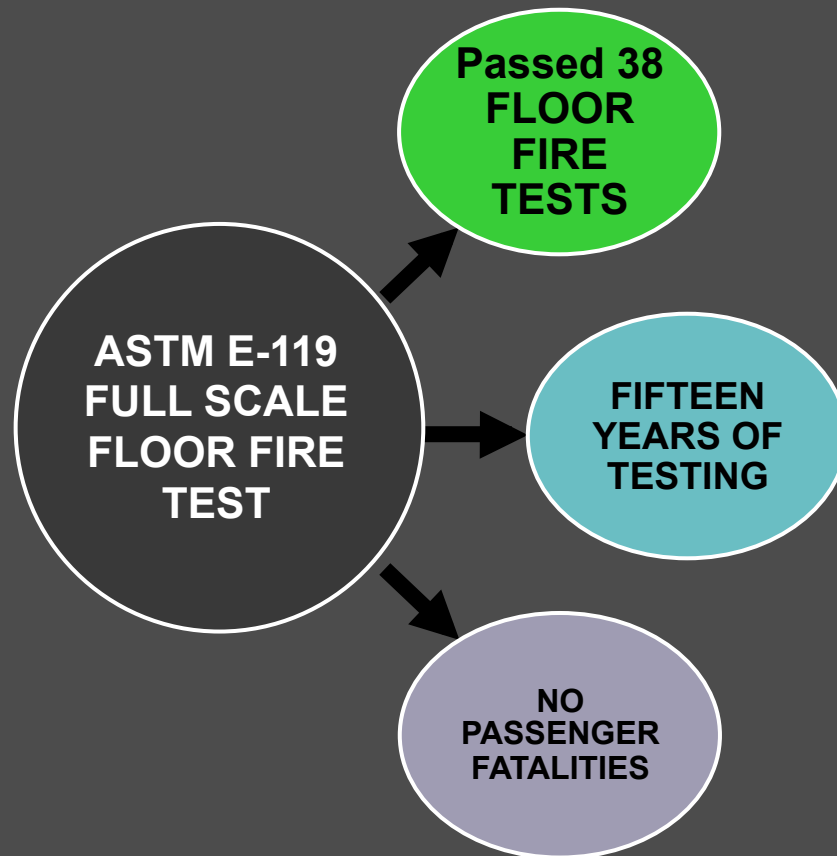 Passed 38
FLOOR
FIRE
TESTS
ASTM E-119
FULL SCALE
FLOOR FIRE
TEST
FIFTEEN
YEARS OF
TESTING
NO
PASSENGER
FATALITIES